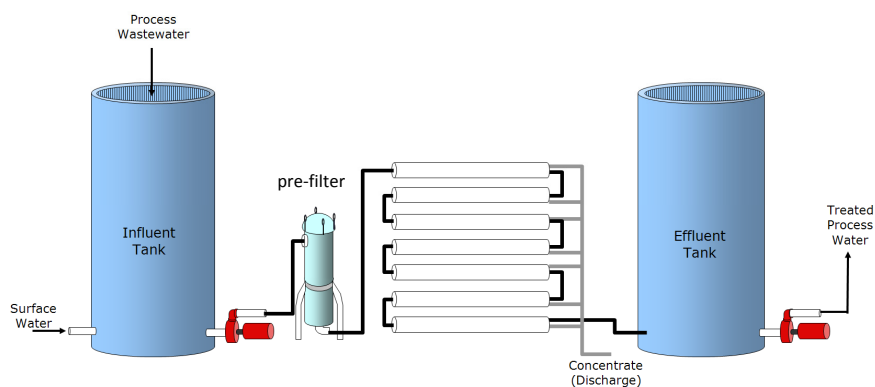 Process
Wastewater
pre-filter
Influent
Tank
Effluent
Tank
Treated
Process
Water
Surface
Water
Concentrate
(Discharge)